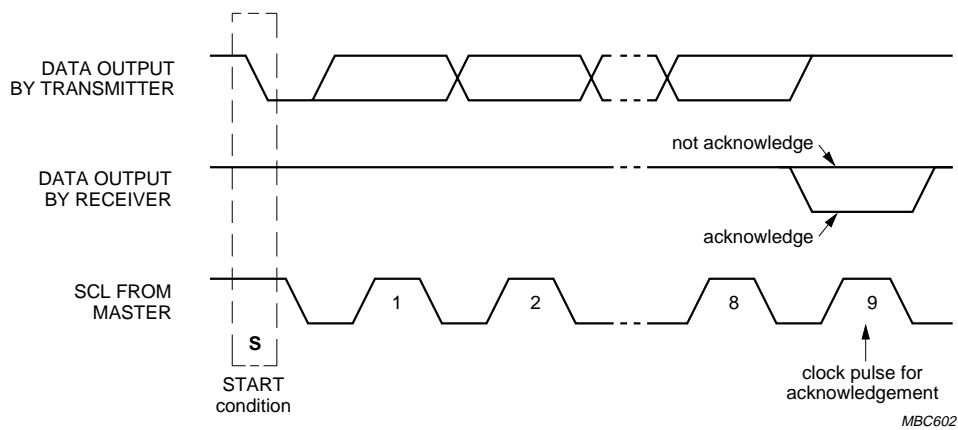 DATA OUTPUT
BY TRANSMITTER
not acknowledge
DATA OUTPUT
BY RECEIVER
acknowledge
SCL FROM
MASTER
1
2
8
9
S
START
condition
clock pulse for
acknowledgement
MBC602